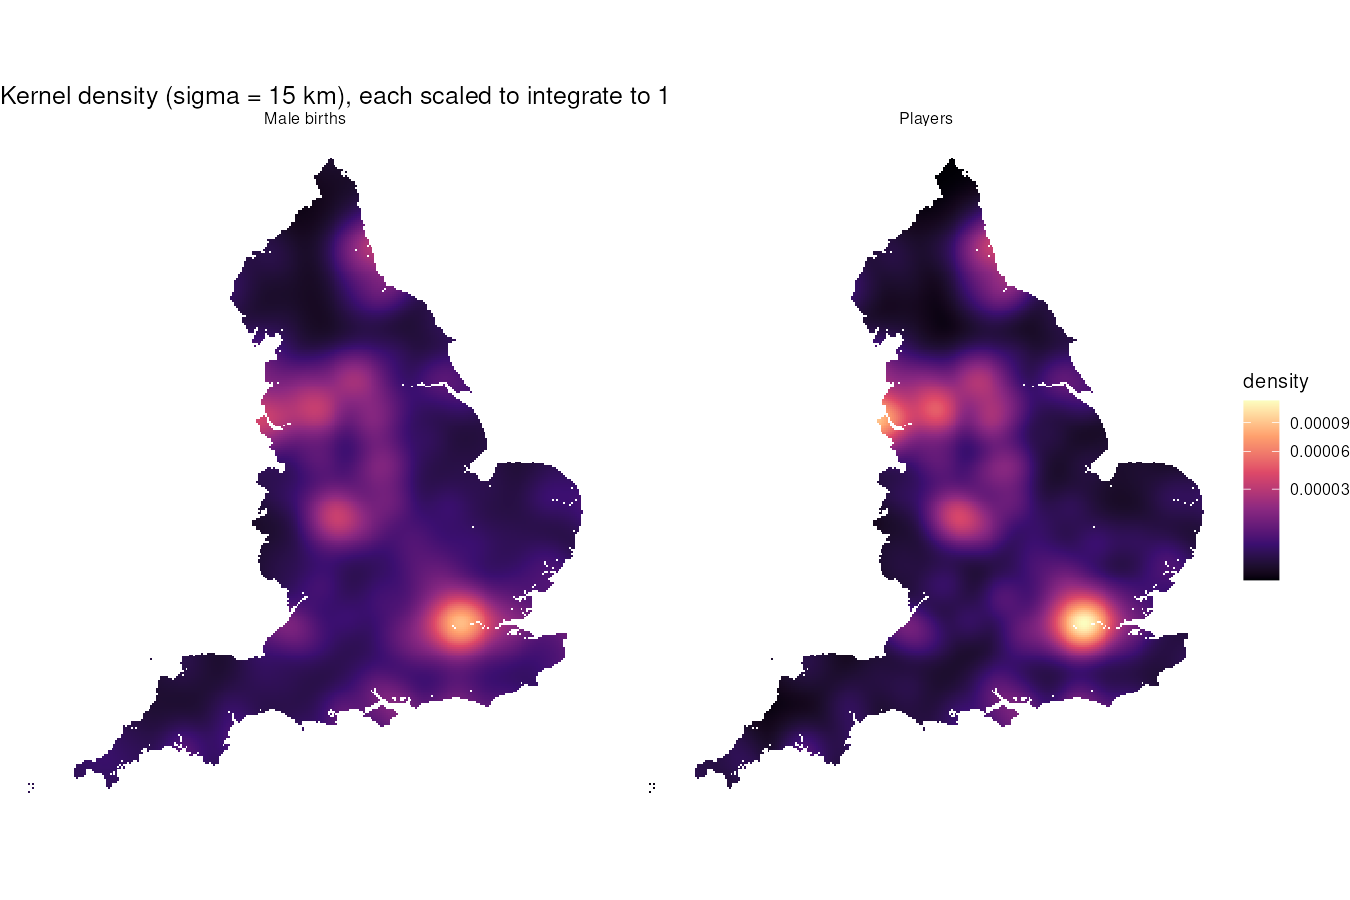 Kernel density (sigma = 15 km), each scaled to integrate to 1
Male births
Players
density
0.00009
0.00006
0.00003